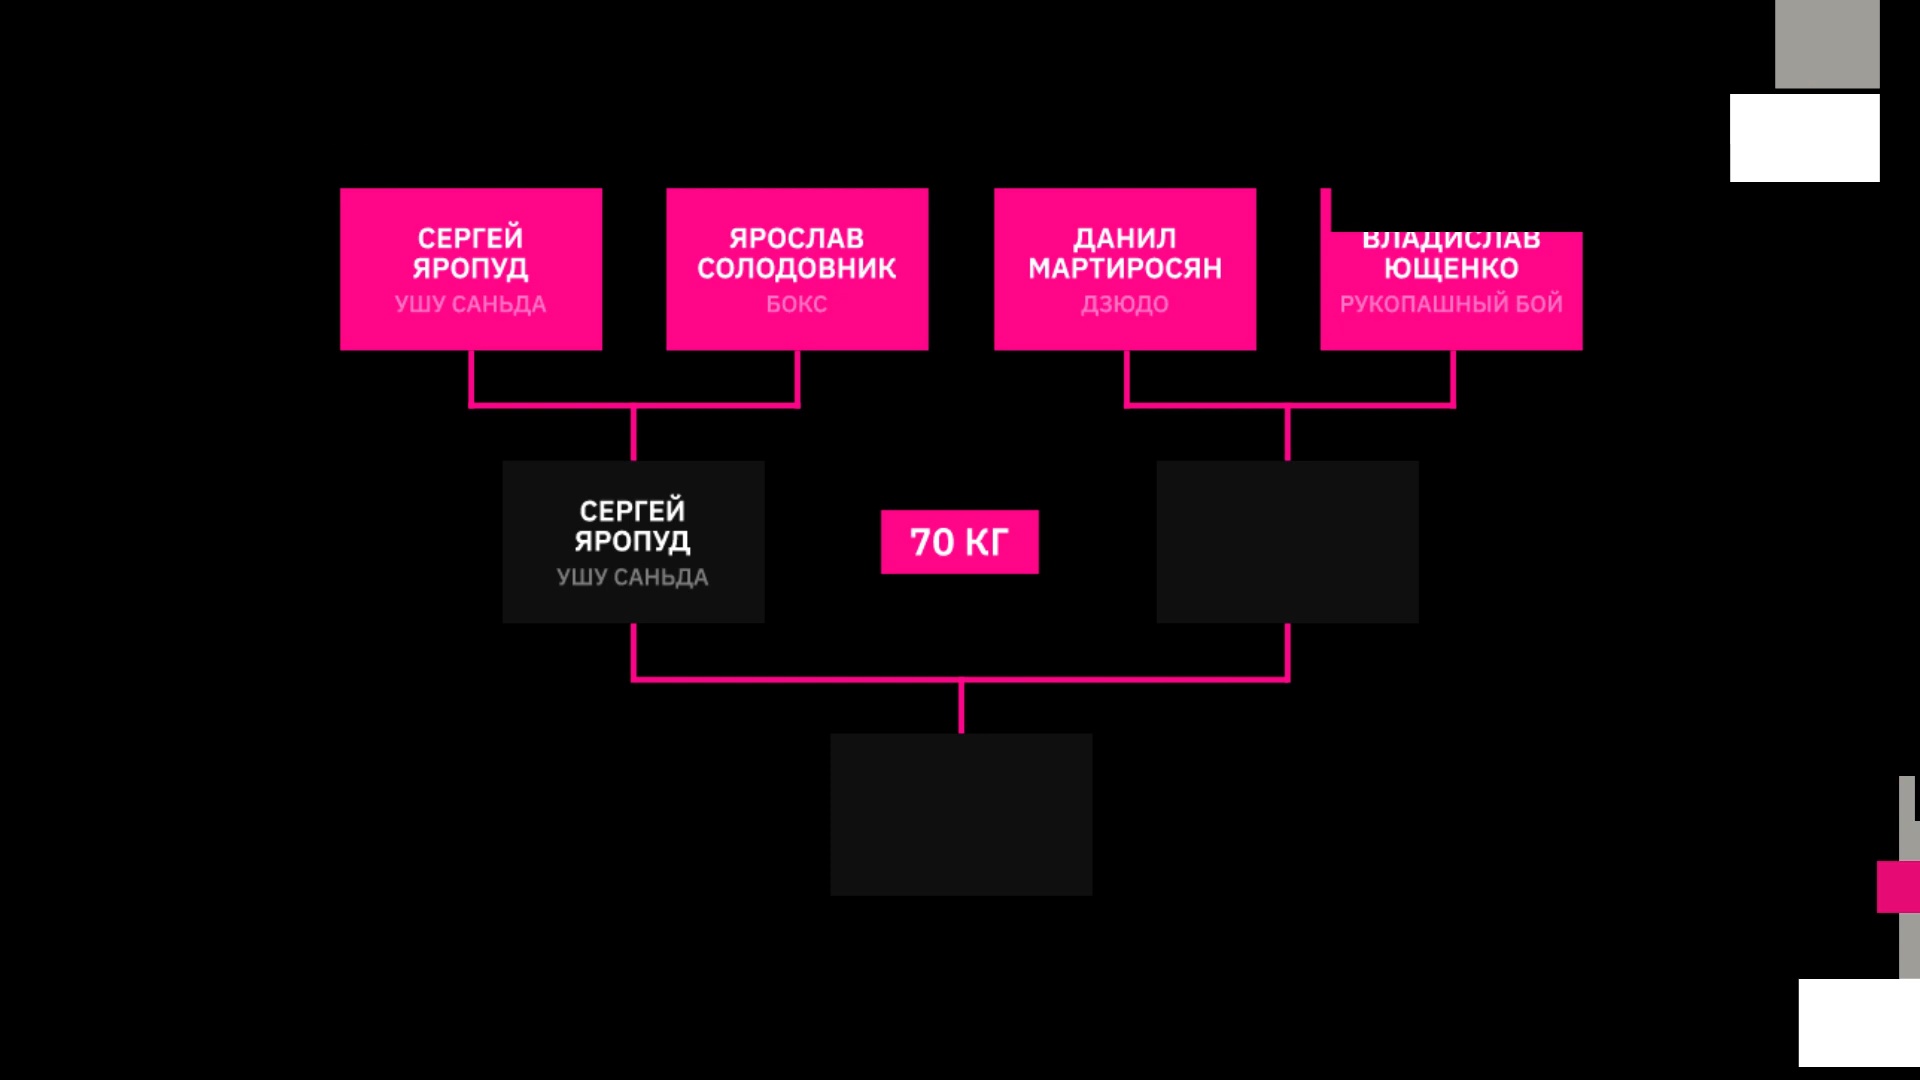 СЕРГЕЙ
ЯРОПУД
УШУ САНЬДА
ЯРОСЛАВ
СОЛОДОВНИК
БОКС
ДАНИЛ
МАРТИРОСЯН
ДЗЮДО
ВЛАДИСЛАВ
ЮЩЕНКО
РУКОПАШНЫЙ БОЙ
СЕРГЕЙ
ЯРОПУД
УШУ САНЬДА
70 КГ